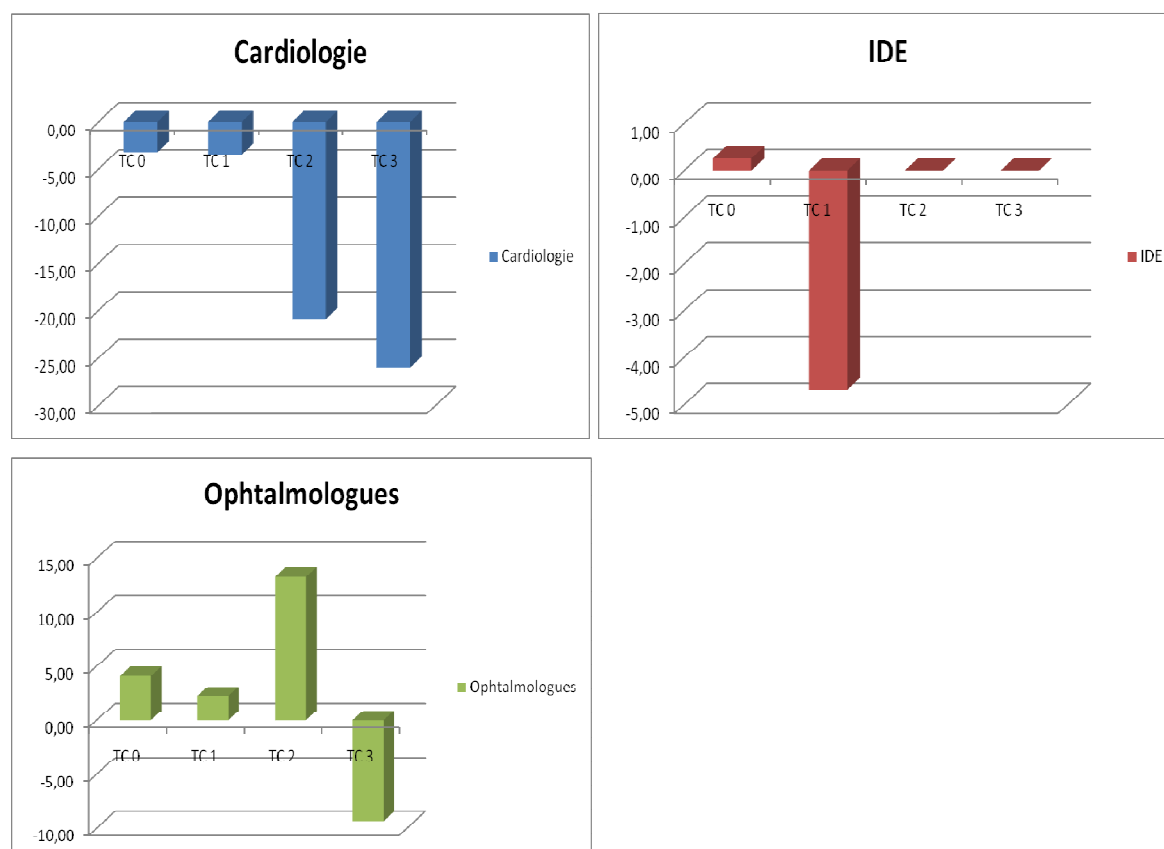 Cardiologie
0,00
-5,00
-10,00
-15,00
-20,00
-25,00
-30,00
TC 0
TC 1
TC 2
TC 3
Cardiologie
IDE
1,00
0,00
-1,00
-2,00
-3,00
-4,00
-5,00
TC 0
TC 1
TC 2
TC 3
IDE
Ophtalmologues
15,00
10,00
5,00
0,00
-5,00
-10,00
TC 0
TC 1
TC 2
TC 3
Ophtalmologues